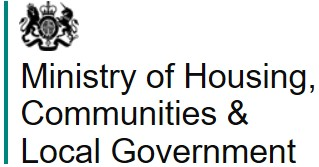 Ministry of Housing,
Communities &
Local Government